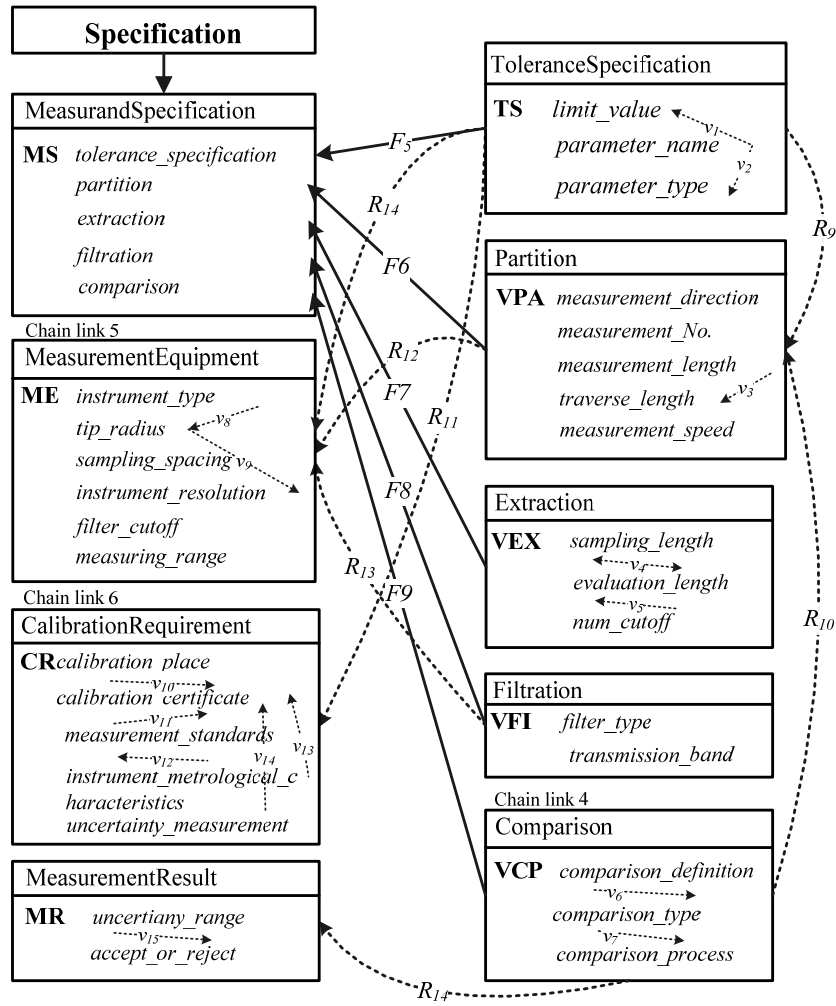 Specification
MeasurandSpecification
MS tolerance_specification
partition
extraction
filtration
comparison
Chain link 5
MeasurementEquipment
ME instrument_type
v8
tip_radius
sampling_spacing
v9
instrument_resolution
filter_cutoff
measuring_range
Chain link 6
CalibrationRequirement
CR calibration_place
v10
calibration_certificate
v11
measurement_standards
v12
v14
v13
instrument_metrological_c
haracteristics
uncertainty_measurement
MeasurementResult
MR uncertiany_range
v15
accept_or_reject
F5
R14
F6
R12
F7
R11
F8
R13
F9
R14
ToleranceSpecification
TS limit_value
v1
parameter_name
v2
parameter_type
R9
Partition
VPA measurement_direction
measurement_No.
measurement_length
v3
traverse_length
measurement_speed
Extraction
VEX sampling_length
v4
evaluation_length
v5
num_cutoff
R10
Filtration
VFI filter_type
transmission_band
Chain link 4
Comparison
VCP comparison_definition
v6
comparison_type
v7
comparison_process